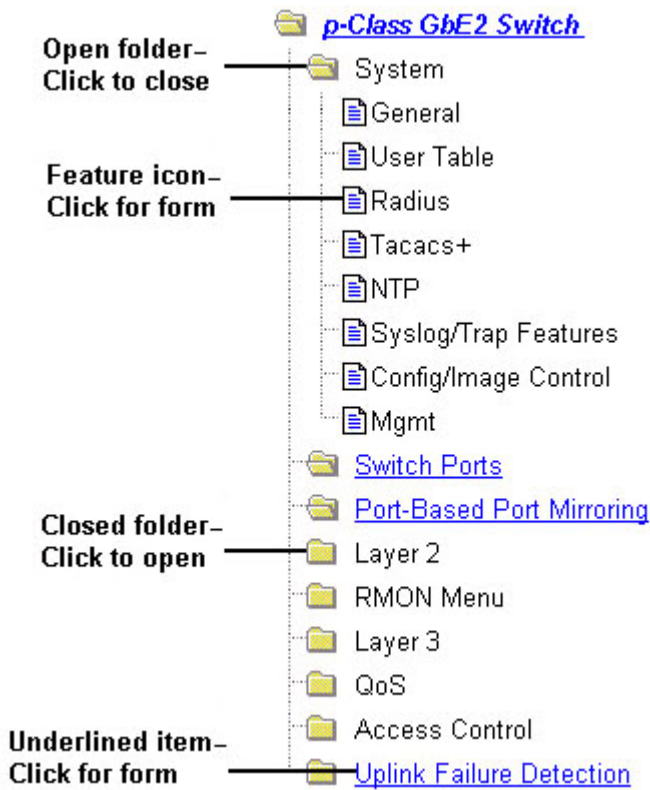 p-Class GbE2 Switch
Open folder–
Click to close
System
General
User Table
Feature icon–
Click for form
Radius
Tacacs+
NTP
Syslog/Trap Features
Config/Image Control
Mgmt
Switch Ports
Port-Based Port Mirroring
Closed folder–
Click to open
Layer 2
RMON Menu
Layer 3
QoS
Access Control
Underlined item–
Click for form
Uplink Failure Detection